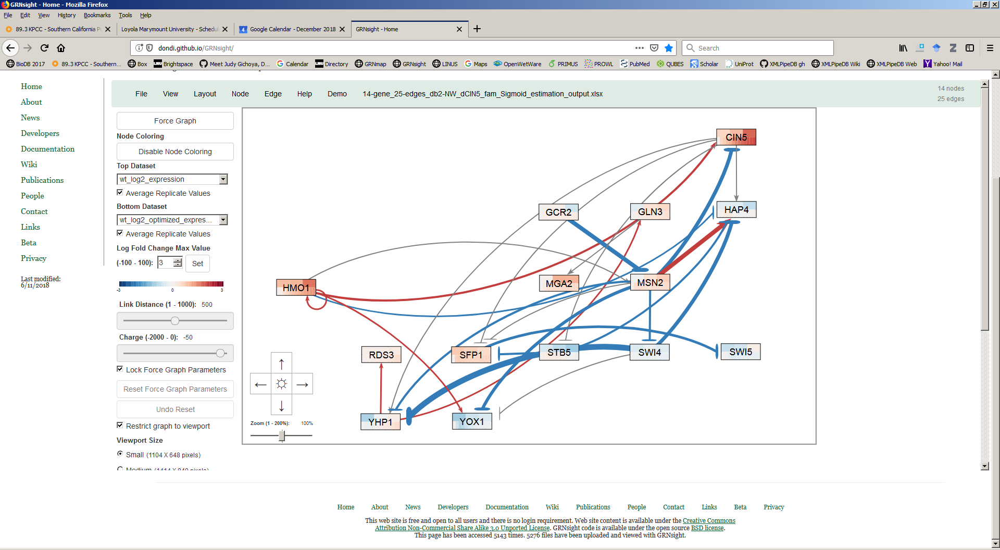 GRNsight - Home - Mozilla Firefox
File Edit View History Bookmarks Tools Help
89.3 KPCC - Southern California Loyola Marymount University - Schedul Google Calendar - December 2018 GRNsight - Home
dondi.github.io/GRNsight/ Search
BioDB 2017 89.3 KPCC - Southern... Box Brightspace Meet Judy Gichoya, D... Calendar Directory GRNmap GRNsight LINUS Maps OpenWetWare PRIMUS PROWL PubMed QUBES Scholar UniProt XMLPipeDB gh XMLPipeDB Wiki XMLPipeDB Web Yahoo! Mail
Home
About
News
Developers
Documentation
Wiki
Publications
People
Contact
Links
Beta
Privacy
Last modified:
6/11/2018
File View Layout Node Edge Help Demo 14-gene_25-edges_db2-NW_dCIN5_fam_Sigmoid_estimation_output.xlsx
14 nodes
25 edges
Force Graph
Node Coloring
Disable Node Coloring
Top Dataset
wt_log2_expression
Average Replicate Values
Bottom Dataset
wt_log2_optimized_expres...
Average Replicate Values
Log Fold Change Max Value
(-100 - 100): 3 Set
-3 0 3
Link Distance (1 - 1000): 500
Charge (-2000 - 0): -50
Lock Force Graph Parameters
Reset Force Graph Parameters
Undo Reset
Restrict graph to viewport
Viewport Size
Small (1104 X 648 pixels)
Medium (1414 X 840 pixels)
CIN5
GCR2 GLN3 HAP4
HMO1 MGA2 MSN2
RDS3 SFP1 STB5 SWI4 SWI5
YHP1 YOX1
Zoom (1 - 200%): 100%
Home About News Developers Documentation Wiki Publications People Contact Links Beta Privacy
This web site is free and open to all users and there is no login requirement. Web site content is available under the Creative Commons
Attribution Non-Commercial Share Alike 3.0 Unported License. GRNsight code is available under the open source BSD license.
This page has been accessed 5143 times. 5276 files have been uploaded and viewed with GRNsight.